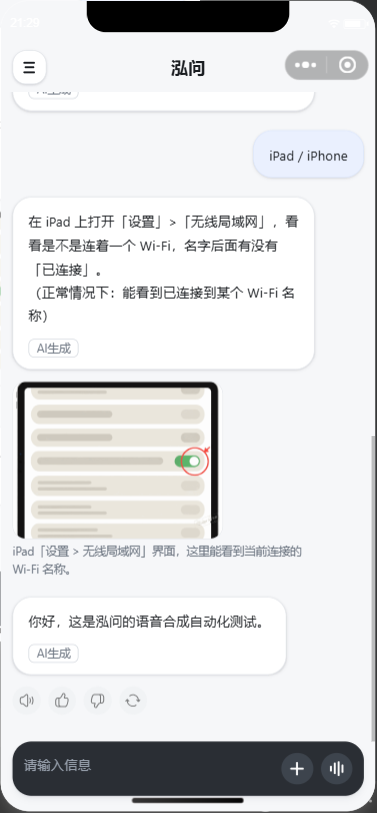 21:29
泓问
AI生成
iPad / iPhone
在 iPad 上打开「设置」>「无线局域网」，看
看是不是连着一个 Wi-Fi，名字后面有没有
「已连接」。
（正常情况下：能看到已连接到某个 Wi-Fi 名
称）
AI生成
iPad「设置 > 无线局域网」界面，这里能看到当前连接的
Wi-Fi 名称。
你好，这是泓问的语音合成自动化测试。
AI生成
请输入信息